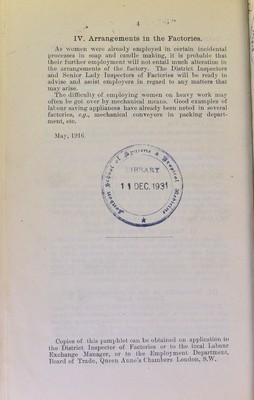 4
IV. Arrangements in the Factories.
As women were already employed in certain incidental
processes in soap and candle making, it is probable that
their further employment will not entail much alteration in
the arrangements of the factory. The District Inspectors
and Senior Lady Inspectors of Factories will be ready to
advise and assist employers in regard to any matters that
may arise.
The difficulty of employing women on heavy work may
often be got over by mechanical means. Good examples of
labour saving appliances have already been noted in several
factories, e.g., mechanical conveyors in packing depart-
ment, etc.
May, 1916.
London School of Hygiene & Tropical Medicine
LIBRARY
11 DEC. 1931
Copies of this pamphlet can be obtained on application to
the District Inspector of Factories or to the local Labour
Exchange Manager, or to the Employment Department,
Board of Trade, Queen Anne's Chambers London, S.W.